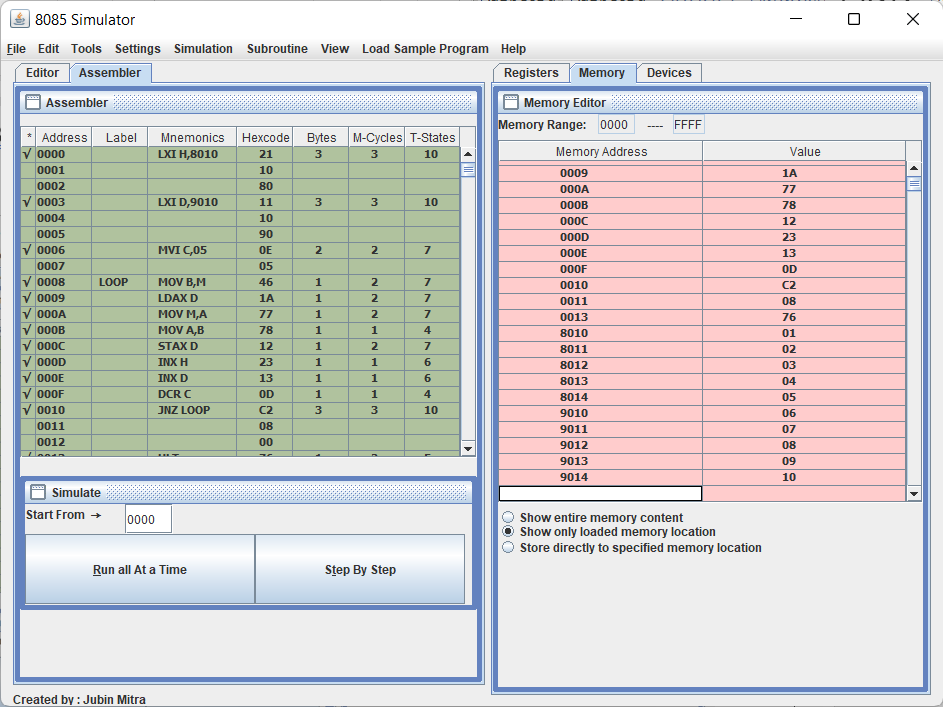 8085 Simulator
File Edit Tools Settings Simulation Subroutine View Load Sample Program Help
Editor Assembler
Assembler
* Address Label Mnemonics Hexcode Bytes M-Cycles T-States
√ 0000 LXI H,8010 21 3 3 10
0001 10
0002 80
√ 0003 LXI D,9010 11 3 3 10
0004 10
0005 90
√ 0006 MVI C,05 0E 2 2 7
0007 05
√ 0008 LOOP MOV B,M 46 1 2 7
√ 0009 LDAX D 1A 1 2 7
√ 000A MOV M,A 77 1 2 7
√ 000B MOV A,B 78 1 1 4
√ 000C STAX D 12 1 2 7
√ 000D INX H 23 1 1 6
√ 000E INX D 13 1 1 6
√ 000F DCR C 0D 1 1 4
√ 0010 JNZ LOOP C2 3 3 10
0011 08
0012 00
Simulate
Start From → 0000
Run all At a Time Step By Step
Created by : Jubin Mitra
Registers Memory Devices
Memory Editor
Memory Range: 0000 ---- FFFF
Memory Address Value
0009 1A
000A 77
000B 78
000C 12
000D 23
000E 13
000F 0D
0010 C2
0011 08
0013 76
8010 01
8011 02
8012 03
8013 04
8014 05
9010 06
9011 07
9012 08
9013 09
9014 10
Show entire memory content
Show only loaded memory location
Store directly to specified memory location